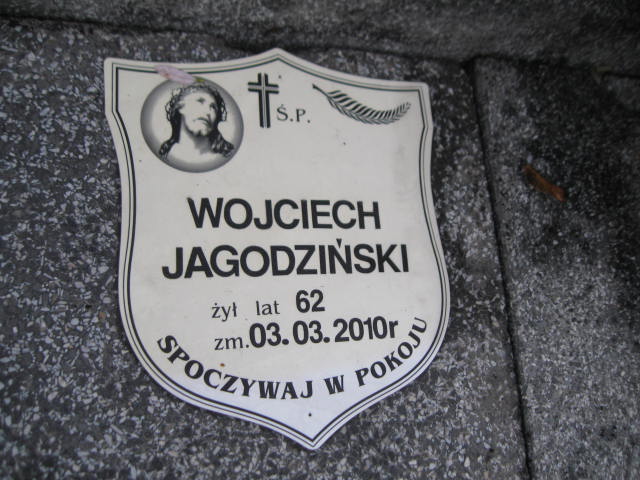 Ś.P.
WOJCIECH
JAGODZIŃSKI
żył lat 62
zm. 03.03.2010r
SPOCZYWAJ W POKOJU